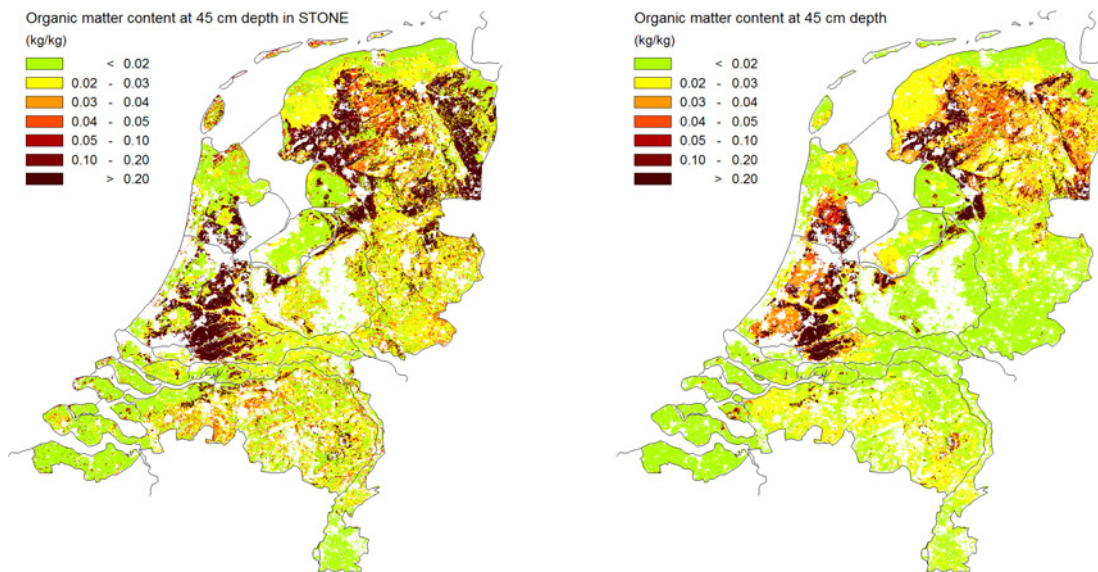 Organic matter content at 45 cm depth in STONE
(kg/kg)
< 0.02
0.02 - 0.03
0.03 - 0.04
0.04 - 0.05
0.05 - 0.10
0.10 - 0.20
> 0.20
Organic matter content at 45 cm depth
(kg/kg)
< 0.02
0.02 - 0.03
0.03 - 0.04
0.04 - 0.05
0.05 - 0.10
0.10 - 0.20
> 0.20